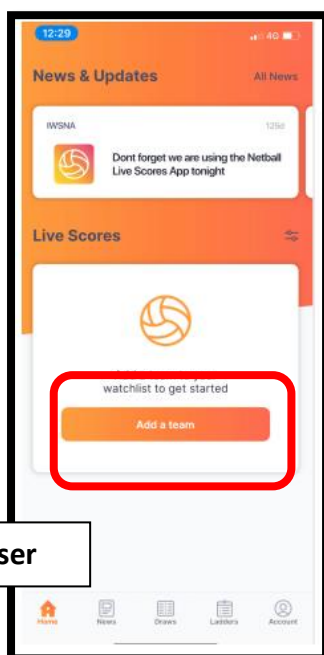 12:29
4G
News & Updates
All News
IWSNA
129d
Dont forget we are using the Netball
Live Scores App tonight
Live Scores
watchlist to get started
Add a team
ser
Home
News
Draws
Ladders
Account